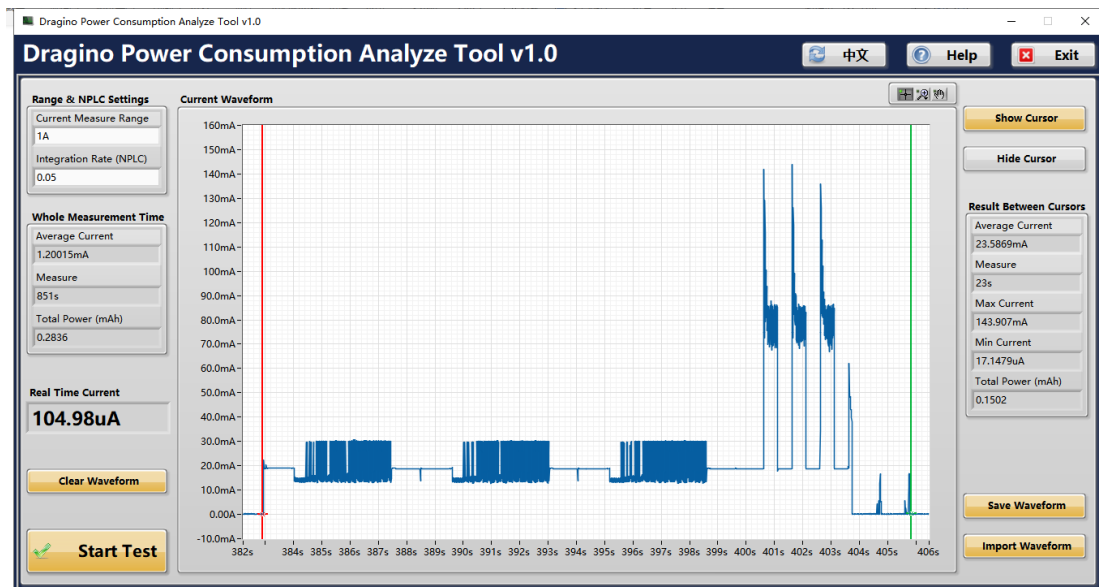 Dragino Power Consumption Analyze Tool v1.0
Dragino Power Consumption Analyze Tool v1.0
中文
Help
Exit
Range & NPLC Settings
Current Measure Range
1A
Integration Rate (NPLC)
0.05
Whole Measurement Time
Average Current
1.20015mA
Measure
851s
Total Power (mAh)
0.2836
Real Time Current
104.98uA
Clear Waveform
Start Test
Current Waveform
160mA
150mA
140mA
130mA
120mA
110mA
100mA
90.0mA
80.0mA
70.0mA
60.0mA
50.0mA
40.0mA
30.0mA
20.0mA
10.0mA
0.00A
-10.0mA
382s 384s 385s 386s 387s 388s 389s 390s 391s 392s 393s 394s 395s 396s 397s 398s 399s 400s 401s 402s 403s 404s 405s 406s
Show Cursor
Hide Cursor
Result Between Cursors
Average Current
23.5869mA
Measure
23s
Max Current
143.907mA
Min Current
17.1479uA
Total Power (mAh)
0.1502
Save Waveform
Import Waveform